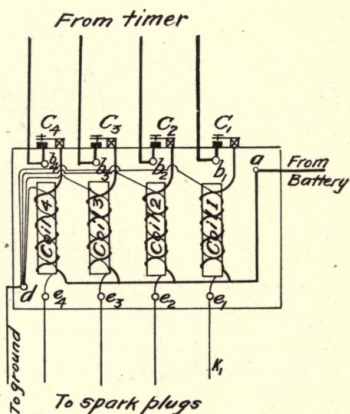 From timer
C4 C3 C2 C1
b4 b3 b2 b1
a
From
Battery
Coil 4 Coil 3 Coil 2 Coil 1
d
e4 e3 e2 e1
K1
To ground
To spark plugs